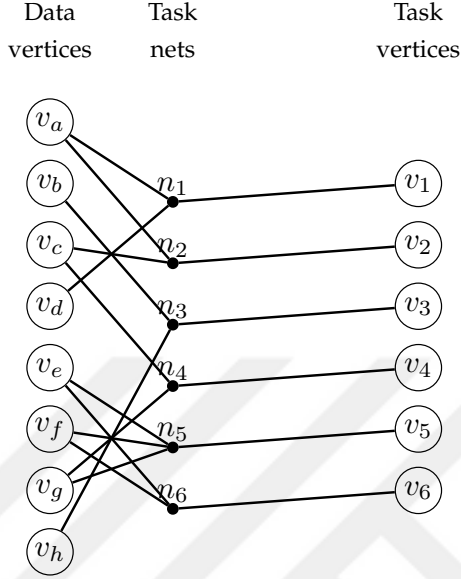 Data vertices
Task nets
Task vertices
v_a
v_b
v_c
v_d
v_e
v_f
v_g
v_h
n_1
n_2
n_3
n_4
n_5
n_6
v_1
v_2
v_3
v_4
v_5
v_6